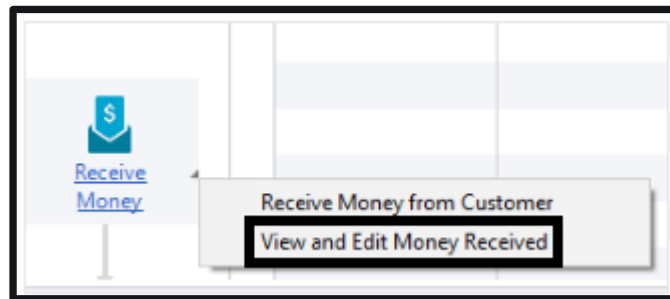 $
Receive
Money
Receive Money from Customer
View and Edit Money Received